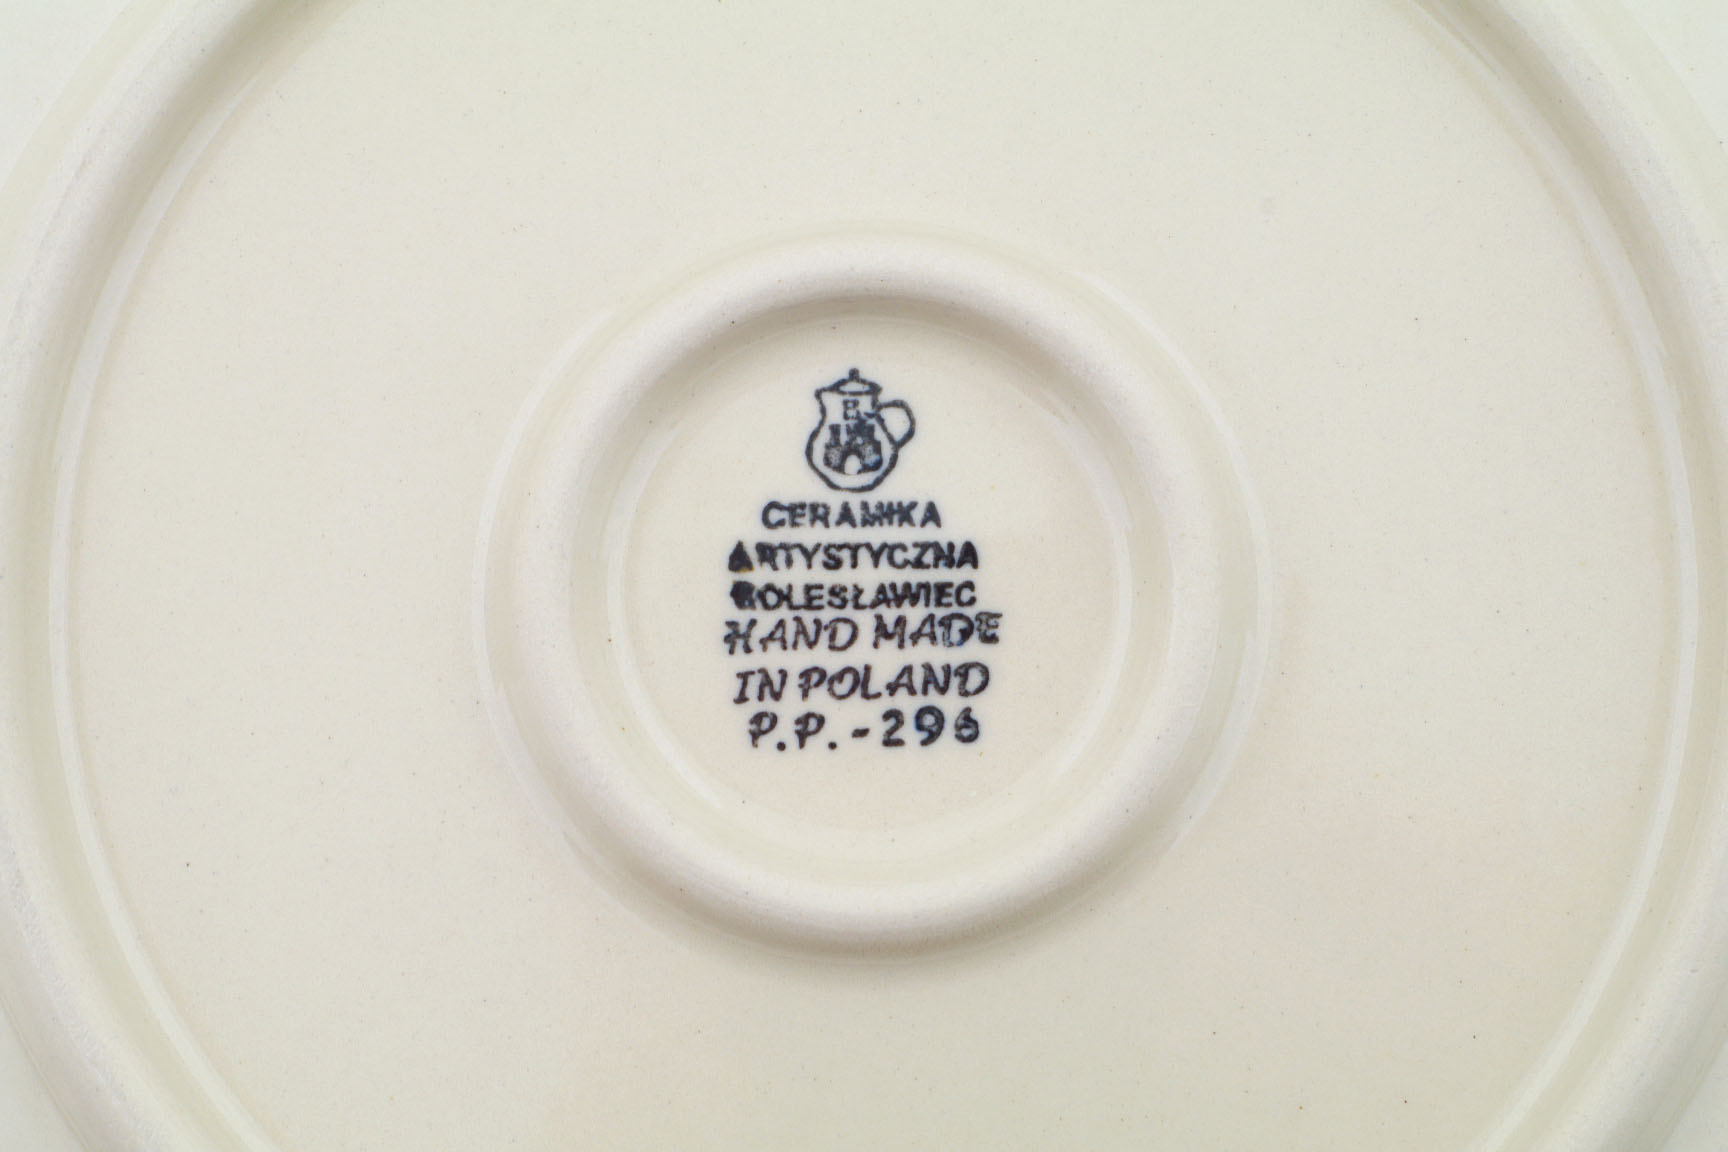 B
CERAMIKA
ARTYSTYCZNA
BOLESŁAWIEC
HAND MADE
IN POLAND
P.P.-296